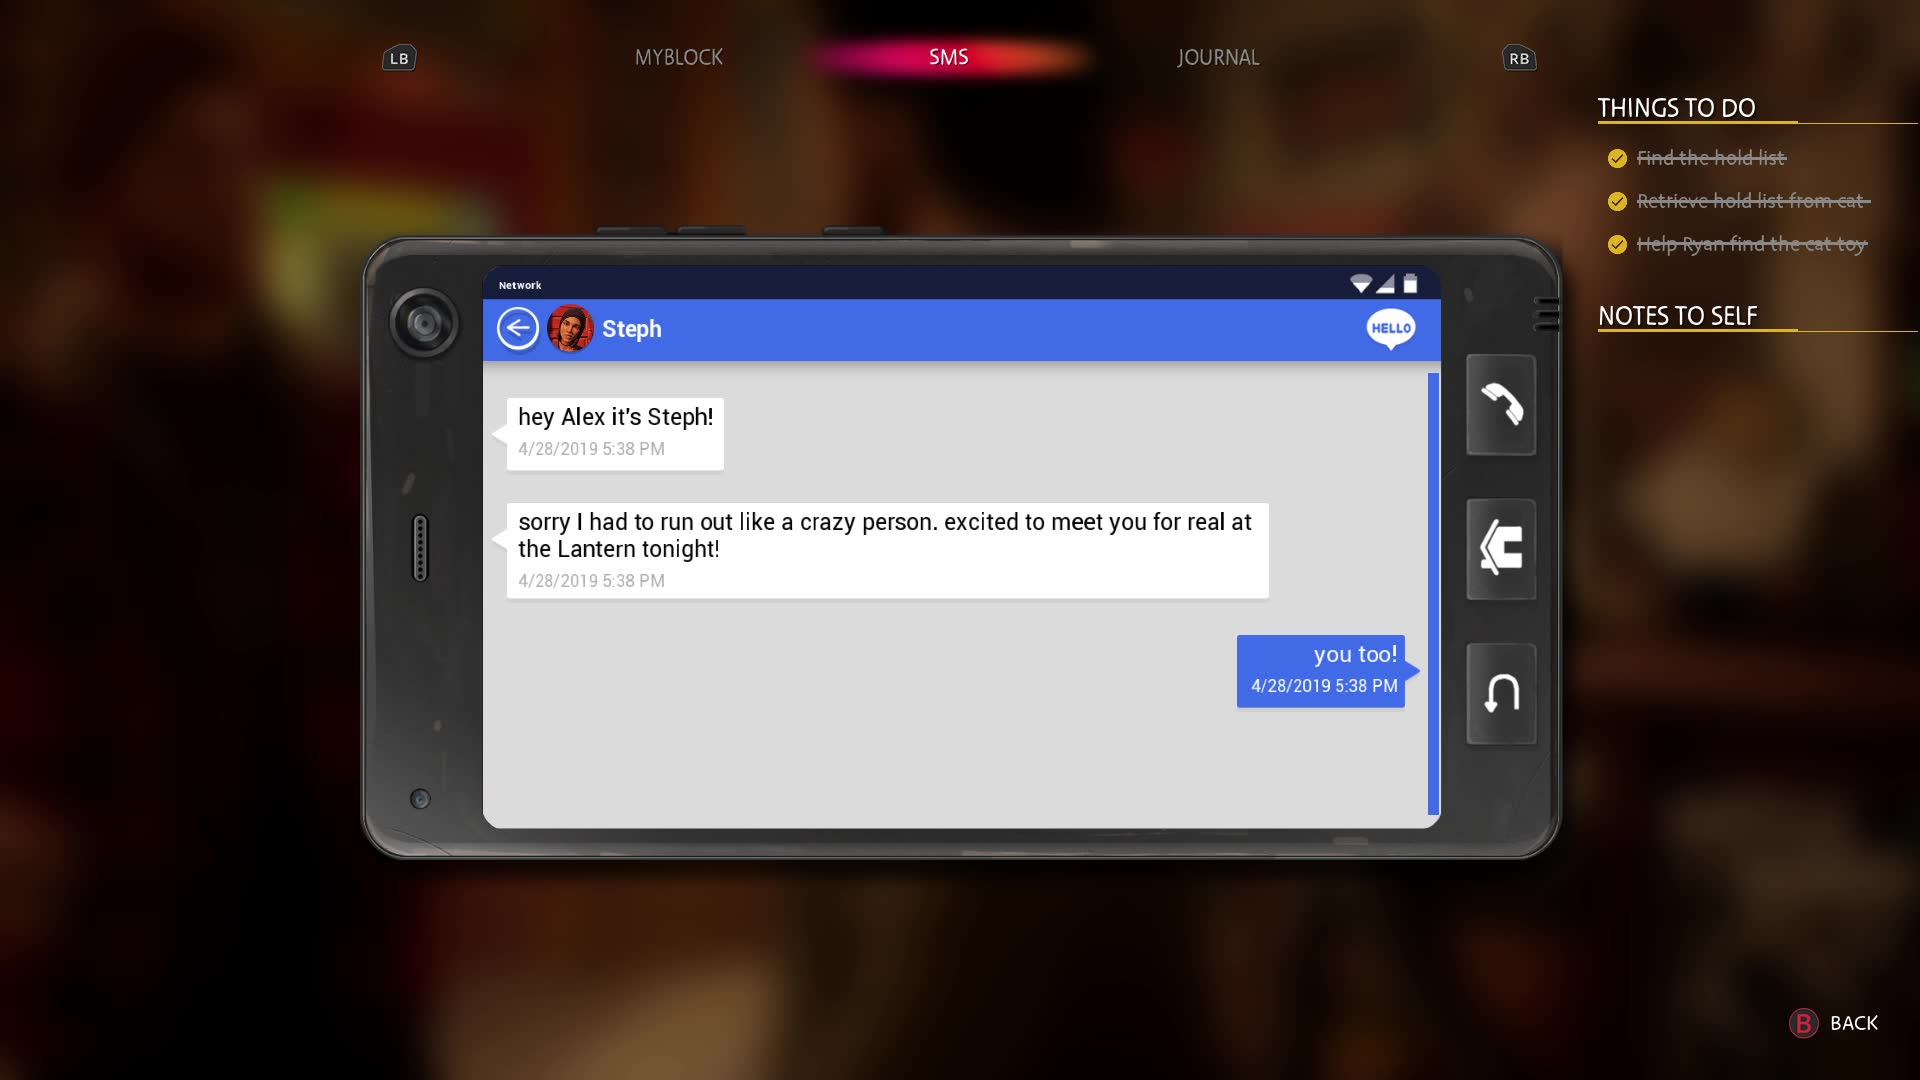 LB
MYBLOCK
SMS
JOURNAL
RB
THINGS TO DO
Find the hold list
Retrieve hold list from cat
Help Ryan find the cat toy
NOTES TO SELF
Network
Steph
HELLO
hey Alex it's Steph!
4/28/2019 5:38 PM
sorry I had to run out like a crazy person. excited to meet you for real at
the Lantern tonight!
4/28/2019 5:38 PM
you too!
4/28/2019 5:38 PM
B BACK